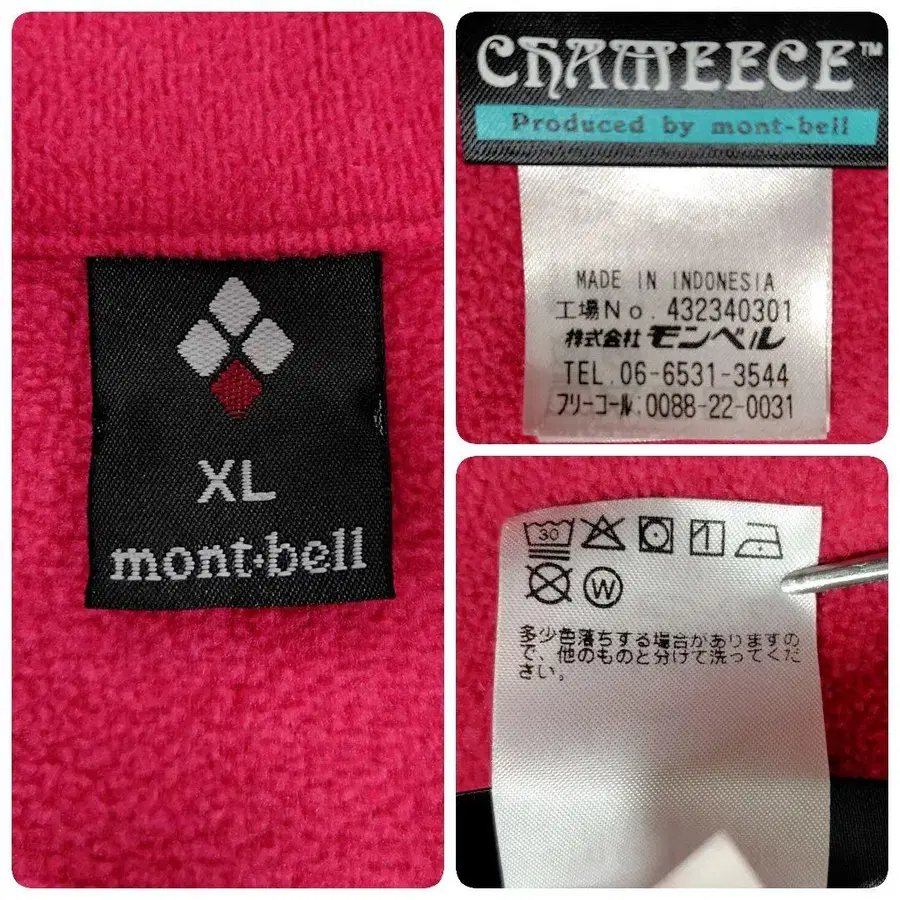 XL
mont-bell
CHAMEECE™
Produced by mont-bell
MADE IN INDONESIA
工場No. 432340301
株式会社 モンベル
TEL. 06-6531-3544
フリーコール:0088-22-0031
30
W
多少色落ちする場合がありますの
で、他のものと分けて洗ってくだ
さい。